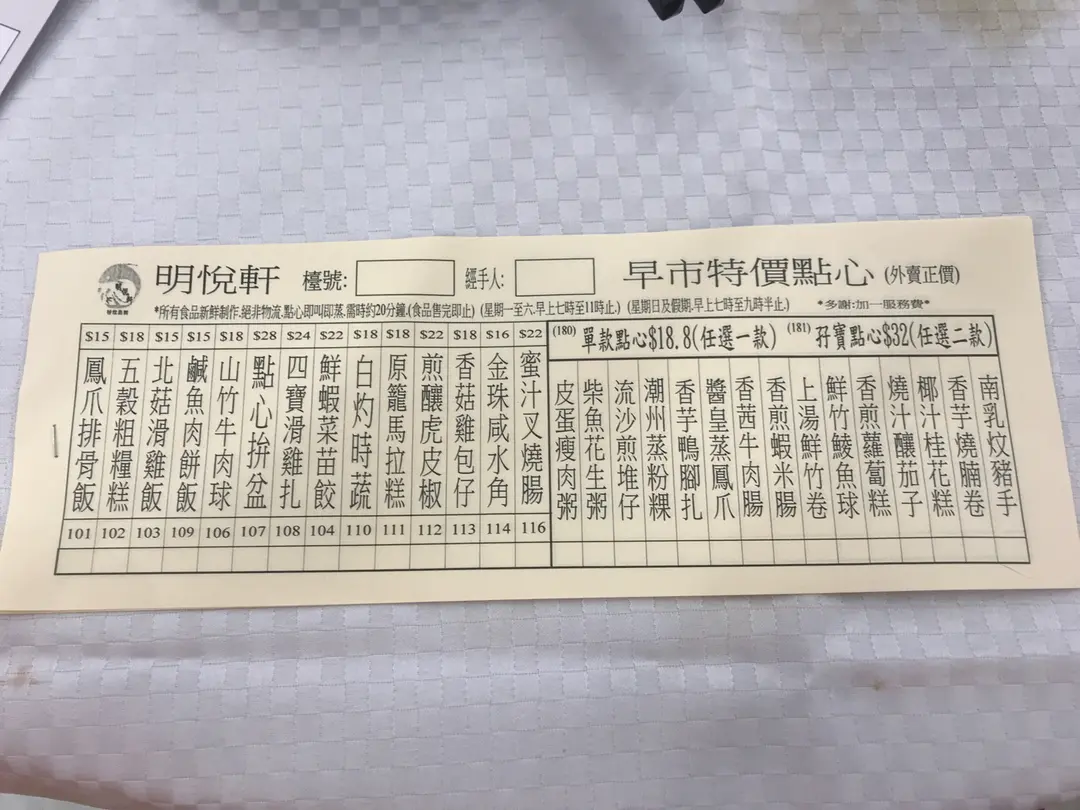 明悅軒 檯號: 經手人: 早市特價點心 (外賣正價)
*所有食品新鮮制作.絕非物流.點心即叫即蒸,需時約20分鐘,(食品售完即止) (星期一至六,早上七時至11時止,) (星期日及假期,早上七時至九時半止,) *多謝:加一服務費*
$15 $18 $15 $15 $18 $28 $24 $22 $18 $18 $22 $18 $16 $22
(180) 單款點心$18.8(任選一款) (181) 孖寶點心$32(任選二款)
鳳爪排骨飯
五穀粗糧糕
北菇滑雞飯
鹹魚肉餅飯
山竹牛肉球
點心拚盆
四寶滑雞扎
鮮蝦菜苗餃
白灼時蔬
原籠馬拉糕
煎釀虎皮椒
香菇雞包仔
金珠咸水角
蜜汁叉燒腸
皮蛋瘦肉粥
柴魚花生粥
流沙煎堆仔
潮州蒸粉粿
香芋鴨腳扎
醬皇蒸鳳爪
香茜牛肉腸
香煎蝦米腸
上湯鮮竹卷
鮮竹鯪魚球
香煎蘿蔔糕
燒汁釀茄子
椰汁桂花糕
香芋燒腩卷
南乳炆豬手
101 102 103 109 106 107 108 104 110 111 112 113 114 116